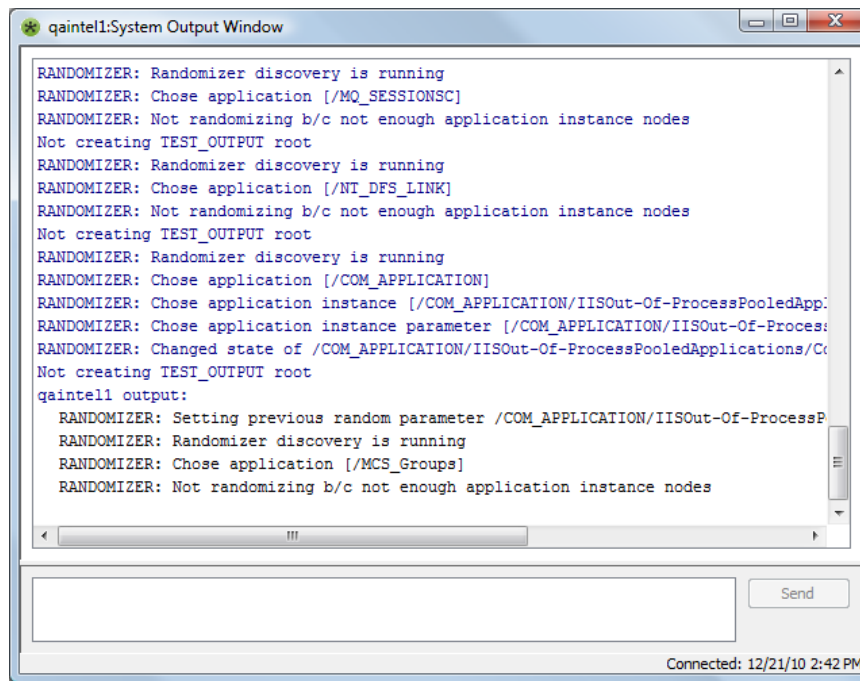 qaintel1:System Output Window
RANDOMIZER: Randomizer discovery is running
RANDOMIZER: Chose application [/MQ_SESSIONSC]
RANDOMIZER: Not randomizing b/c not enough application instance nodes
Not creating TEST_OUTPUT root
RANDOMIZER: Randomizer discovery is running
RANDOMIZER: Chose application [/NT_DFS_LINK]
RANDOMIZER: Not randomizing b/c not enough application instance nodes
Not creating TEST_OUTPUT root
RANDOMIZER: Randomizer discovery is running
RANDOMIZER: Chose application [/COM_APPLICATION]
RANDOMIZER: Chose application instance [/COM_APPLICATION/IISOut-Of-ProcessPooledAppl
RANDOMIZER: Chose application instance parameter [/COM_APPLICATION/IISOut-Of-Process
RANDOMIZER: Changed state of /COM_APPLICATION/IISOut-Of-ProcessPooledApplications/Co
Not creating TEST_OUTPUT root
qaintel1 output:
RANDOMIZER: Setting previous random parameter /COM_APPLICATION/IISOut-Of-ProcessP
RANDOMIZER: Randomizer discovery is running
RANDOMIZER: Chose application [/MCS_Groups]
RANDOMIZER: Not randomizing b/c not enough application instance nodes
Send
Connected: 12/21/10 2:42 PM